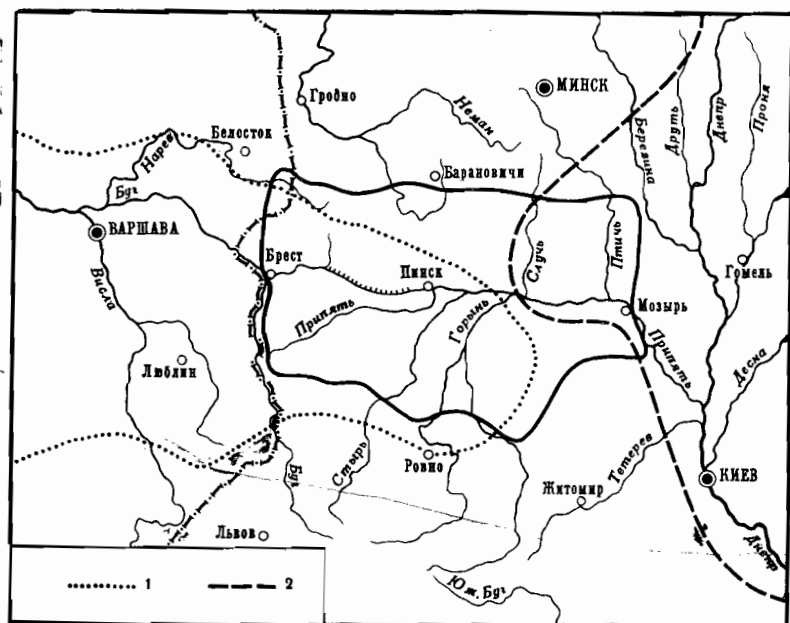 МИНСК
Гродно
Неман
Березина
Друть
Днепр
Проня
Белосток
Нарев
Барановичи
Буг
ВАРШАВА
Висла
Брест
Пинск
Случь
Птичь
Гомель
Припять
Горынь
Мозырь
Припять
Десна
Люблин
Стырь
Ровно
Тетерев
Буг
Житомир
КИЕВ
Львов
Днепр
Юж. Буг
1
2